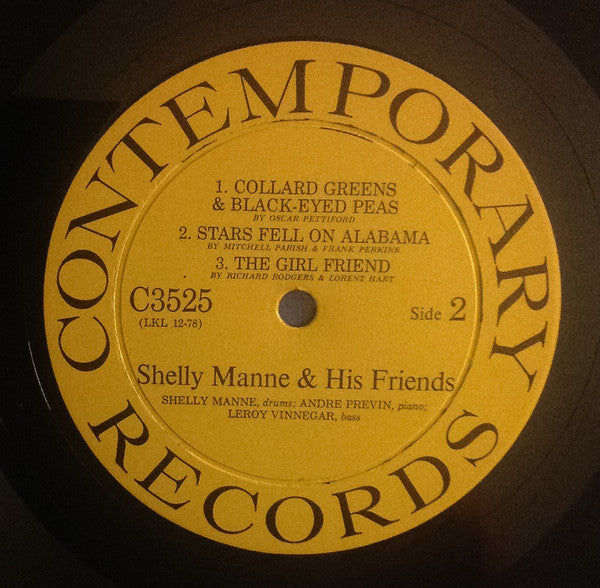 CONTEMPORARY
1. COLLARD GREENS
& BLACK-EYED PEAS
BY OSCAR PETTIFORD
2. STARS FELL ON ALABAMA
BY MITCHELL PARISH & FRANK PERKINS
3. THE GIRL FRIEND
BY RICHARD RODGERS & LORENT HART
C3525
(LKL 12-78)
Side 2
Shelly Manne & His Friends
SHELLY MANNE, drums; ANDRE PREVIN, piano;
LEROY VINNEGAR, bass
RECORDS